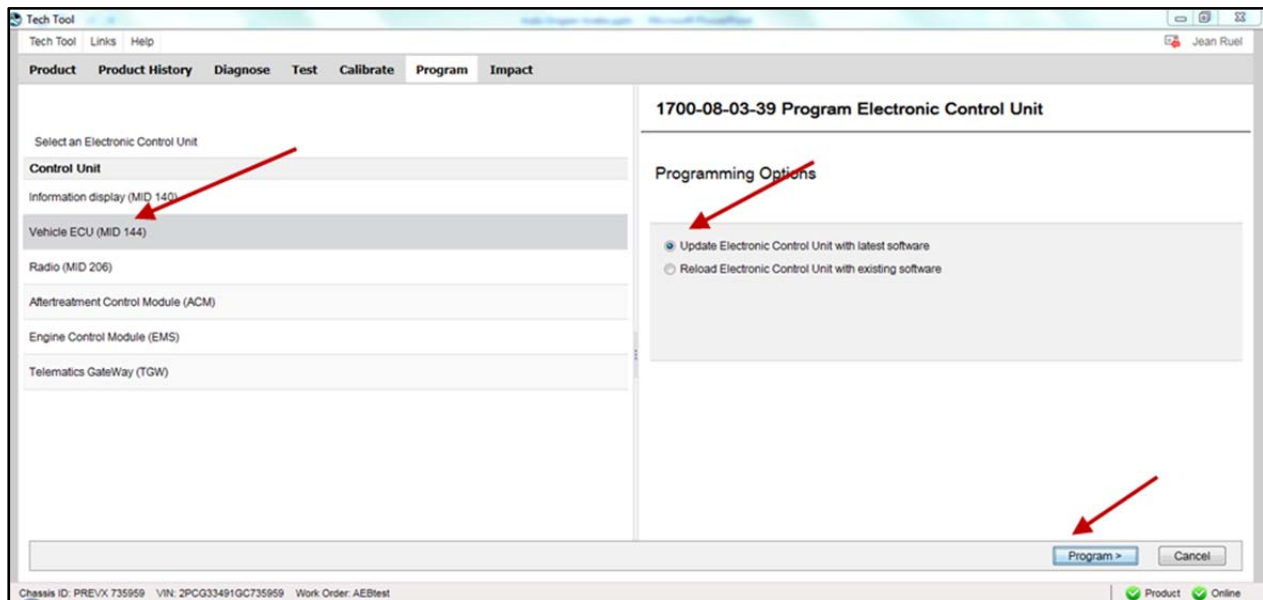 Tech Tool
Tech Tool Links Help
Jean Ruel
Product Product History Diagnose Test Calibrate Program Impact
Select an Electronic Control Unit
Control Unit
Information display (MID 140)
Vehicle ECU (MID 144)
Radio (MID 206)
Aftertreatment Control Module (ACM)
Engine Control Module (EMS)
Telematics GateWay (TGW)
1700-08-03-39 Program Electronic Control Unit
Programming Options
Update Electronic Control Unit with latest software
Reload Electronic Control Unit with existing software
Program > Cancel
Chassis ID: PREVX 735959 VIN: 2PCG33491GC735959 Work Order: AEBtest
Product Online